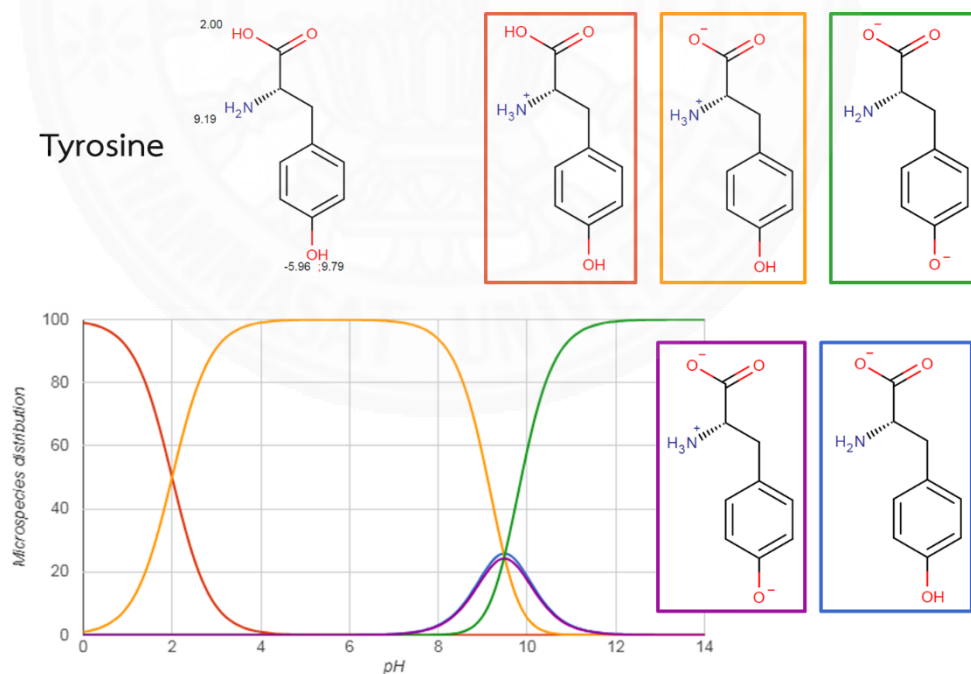 Tyrosine
2.00
HO
O
H₂N
9.19
OH
-5.96 ;9.79
HO
O
H₃N
+
OH
O⁻
O
H₃N
+
OH
O⁻
O
H₂N
O⁻
100
80
60
40
20
0
Microspecies distribution
0 2 4 6 8 10 12 14
pH
O⁻
O
H₃N
+
O⁻
O⁻
O
H₂N
OH